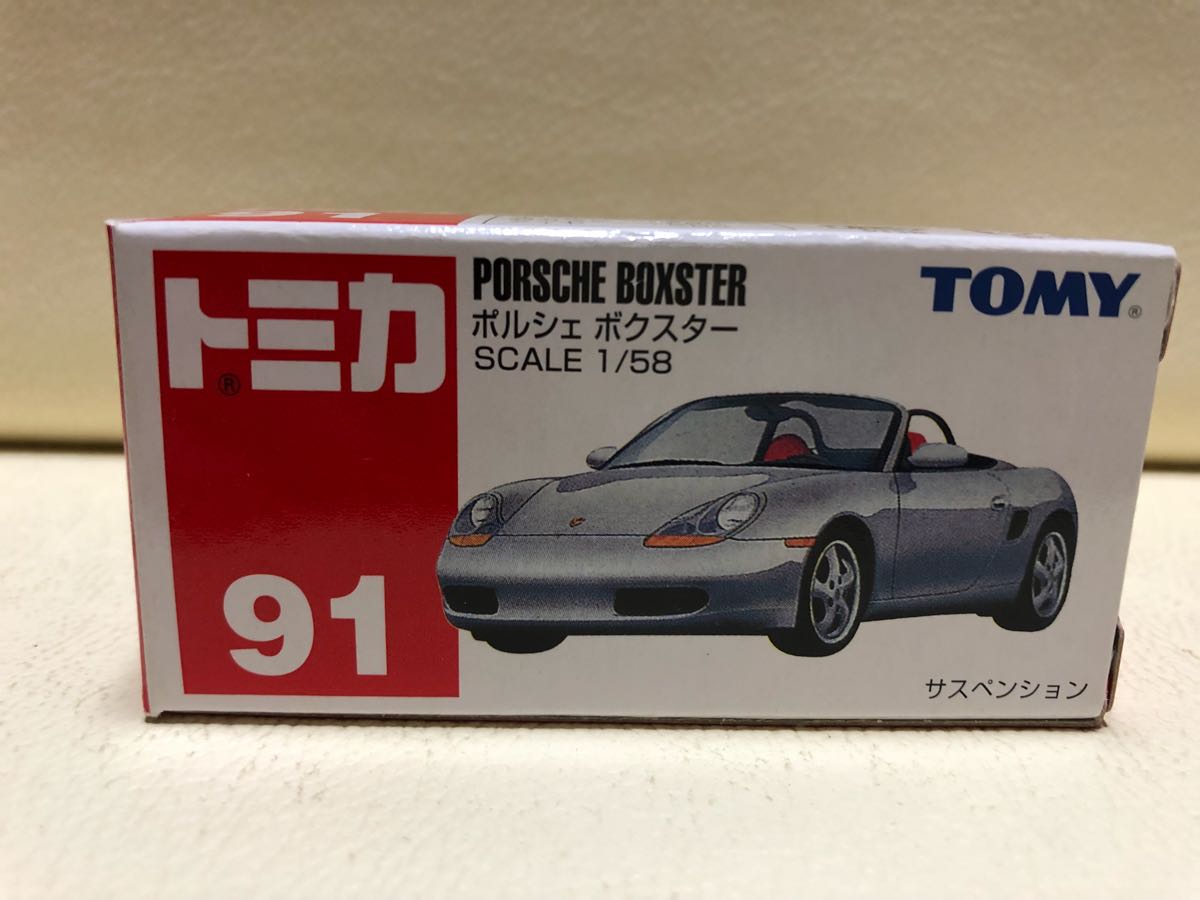 トミカ®
91
PORSCHE BOXSTER
ポルシェ ボクスター
SCALE 1/58
TOMY®
サスペンション